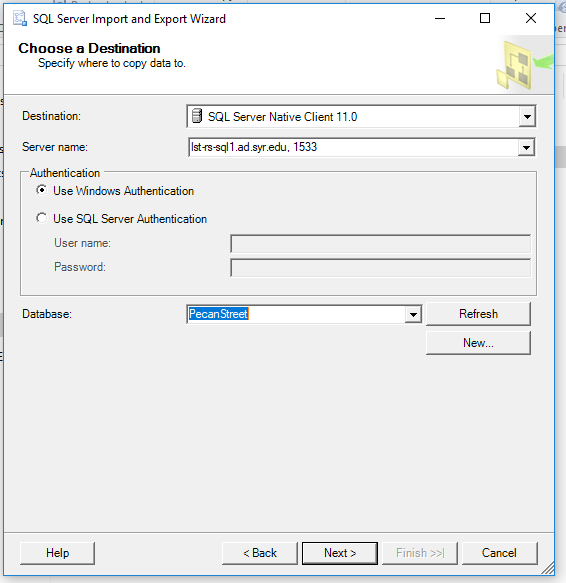 SQL Server Import and Export Wizard
Choose a Destination
Specify where to copy data to.
Destination: SQL Server Native Client 11.0
Server name: lst-rs-sql1.ad.syr.edu, 1533
Authentication
Use Windows Authentication
Use SQL Server Authentication
User name:
Password:
Database: PecanStreet Refresh
New...
Help < Back Next > Finish >>| Cancel